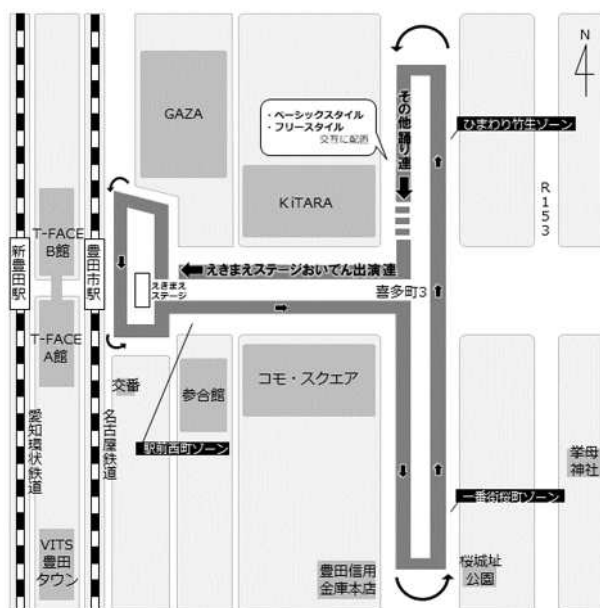 N
GAZA
・ベーシックスタイル
・フリースタイル
交互に配置
その他踊り連
ひまわり竹生ゾーン
R153
KiTARA
T-FACE
B館
新豊田駅
豊田市駅
えきまえステージおいでん出演連
えきまえ
ステージ
喜多町3
T-FACE
A館
交番
参合館
コモ・スクエア
駅前西町ゾーン
愛知環状鉄道
名古屋鉄道
挙母
神社
一番街桜町ゾーン
VITS
豊田
タウン
豊田信用
金庫本店
桜城址
公園